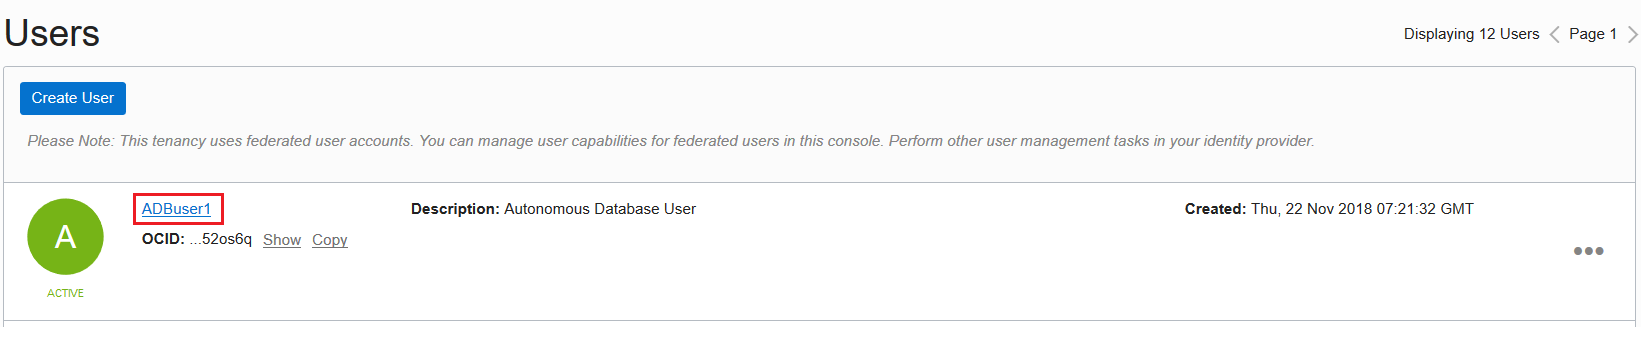 Users
Displaying 12 Users Page 1
Create User
Please Note: This tenancy uses federated user accounts. You can manage user capabilities for federated users in this console. Perform other user management tasks in your identity provider.
A
ACTIVE
ADBuser1
OCID: ...52os6q Show Copy
Description: Autonomous Database User
Created: Thu, 22 Nov 2018 07:21:32 GMT